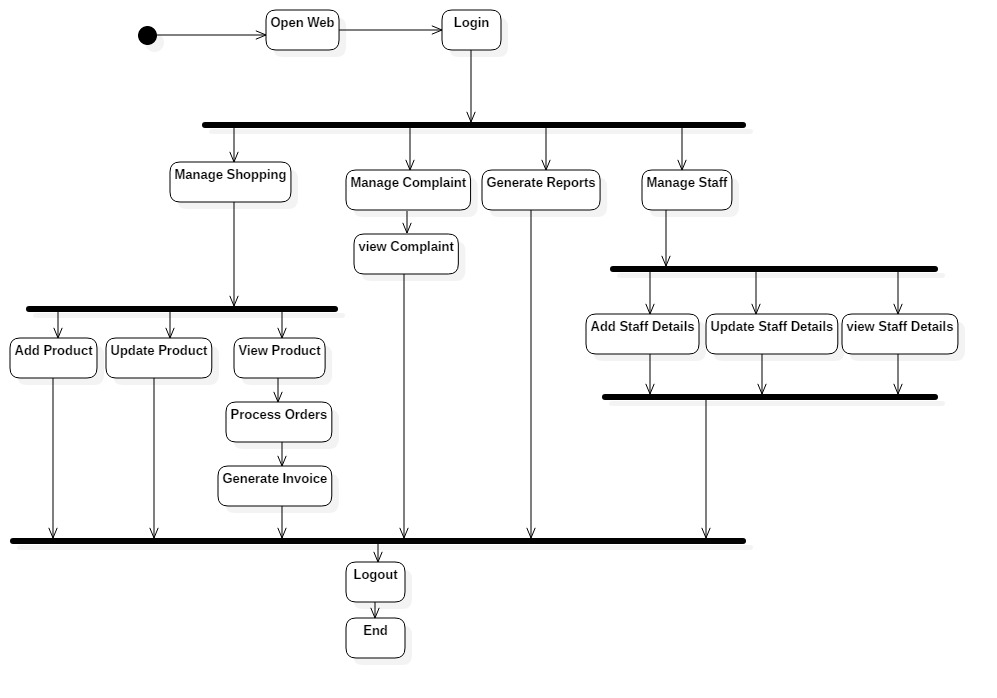 Open Web
Login
Manage Shopping
Manage Complaint
Generate Reports
Manage Staff
view Complaint
Add Staff Details
Update Staff Details
view Staff Details
Add Product
Update Product
View Product
Process Orders
Generate Invoice
Logout
End